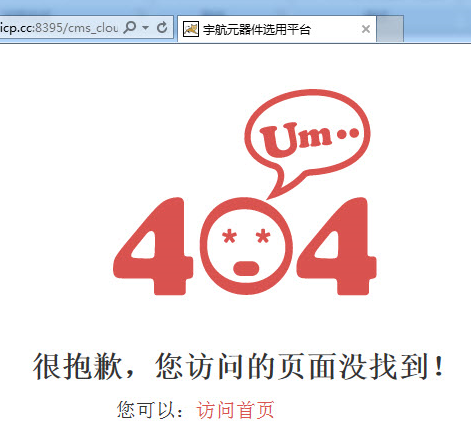 icp.cc:8395/cms_clou
宇航元器件选用平台
Um..
404
很抱歉，您访问的页面没找到！
您可以：访问首页